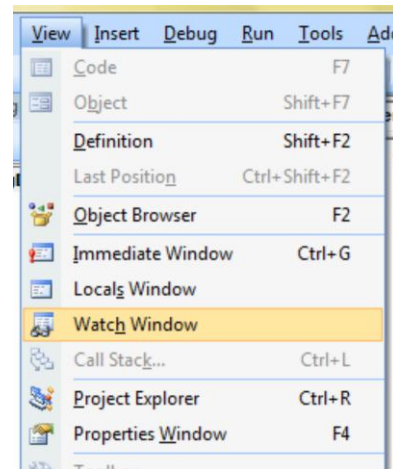 View Insert Debug Run Tools
Code F7
Object Shift+F7
Definition Shift+F2
Last Position Ctrl+Shift+F2
Object Browser F2
Immediate Window Ctrl+G
Locals Window
Watch Window
Call Stack... Ctrl+L
Project Explorer Ctrl+R
Properties Window F4